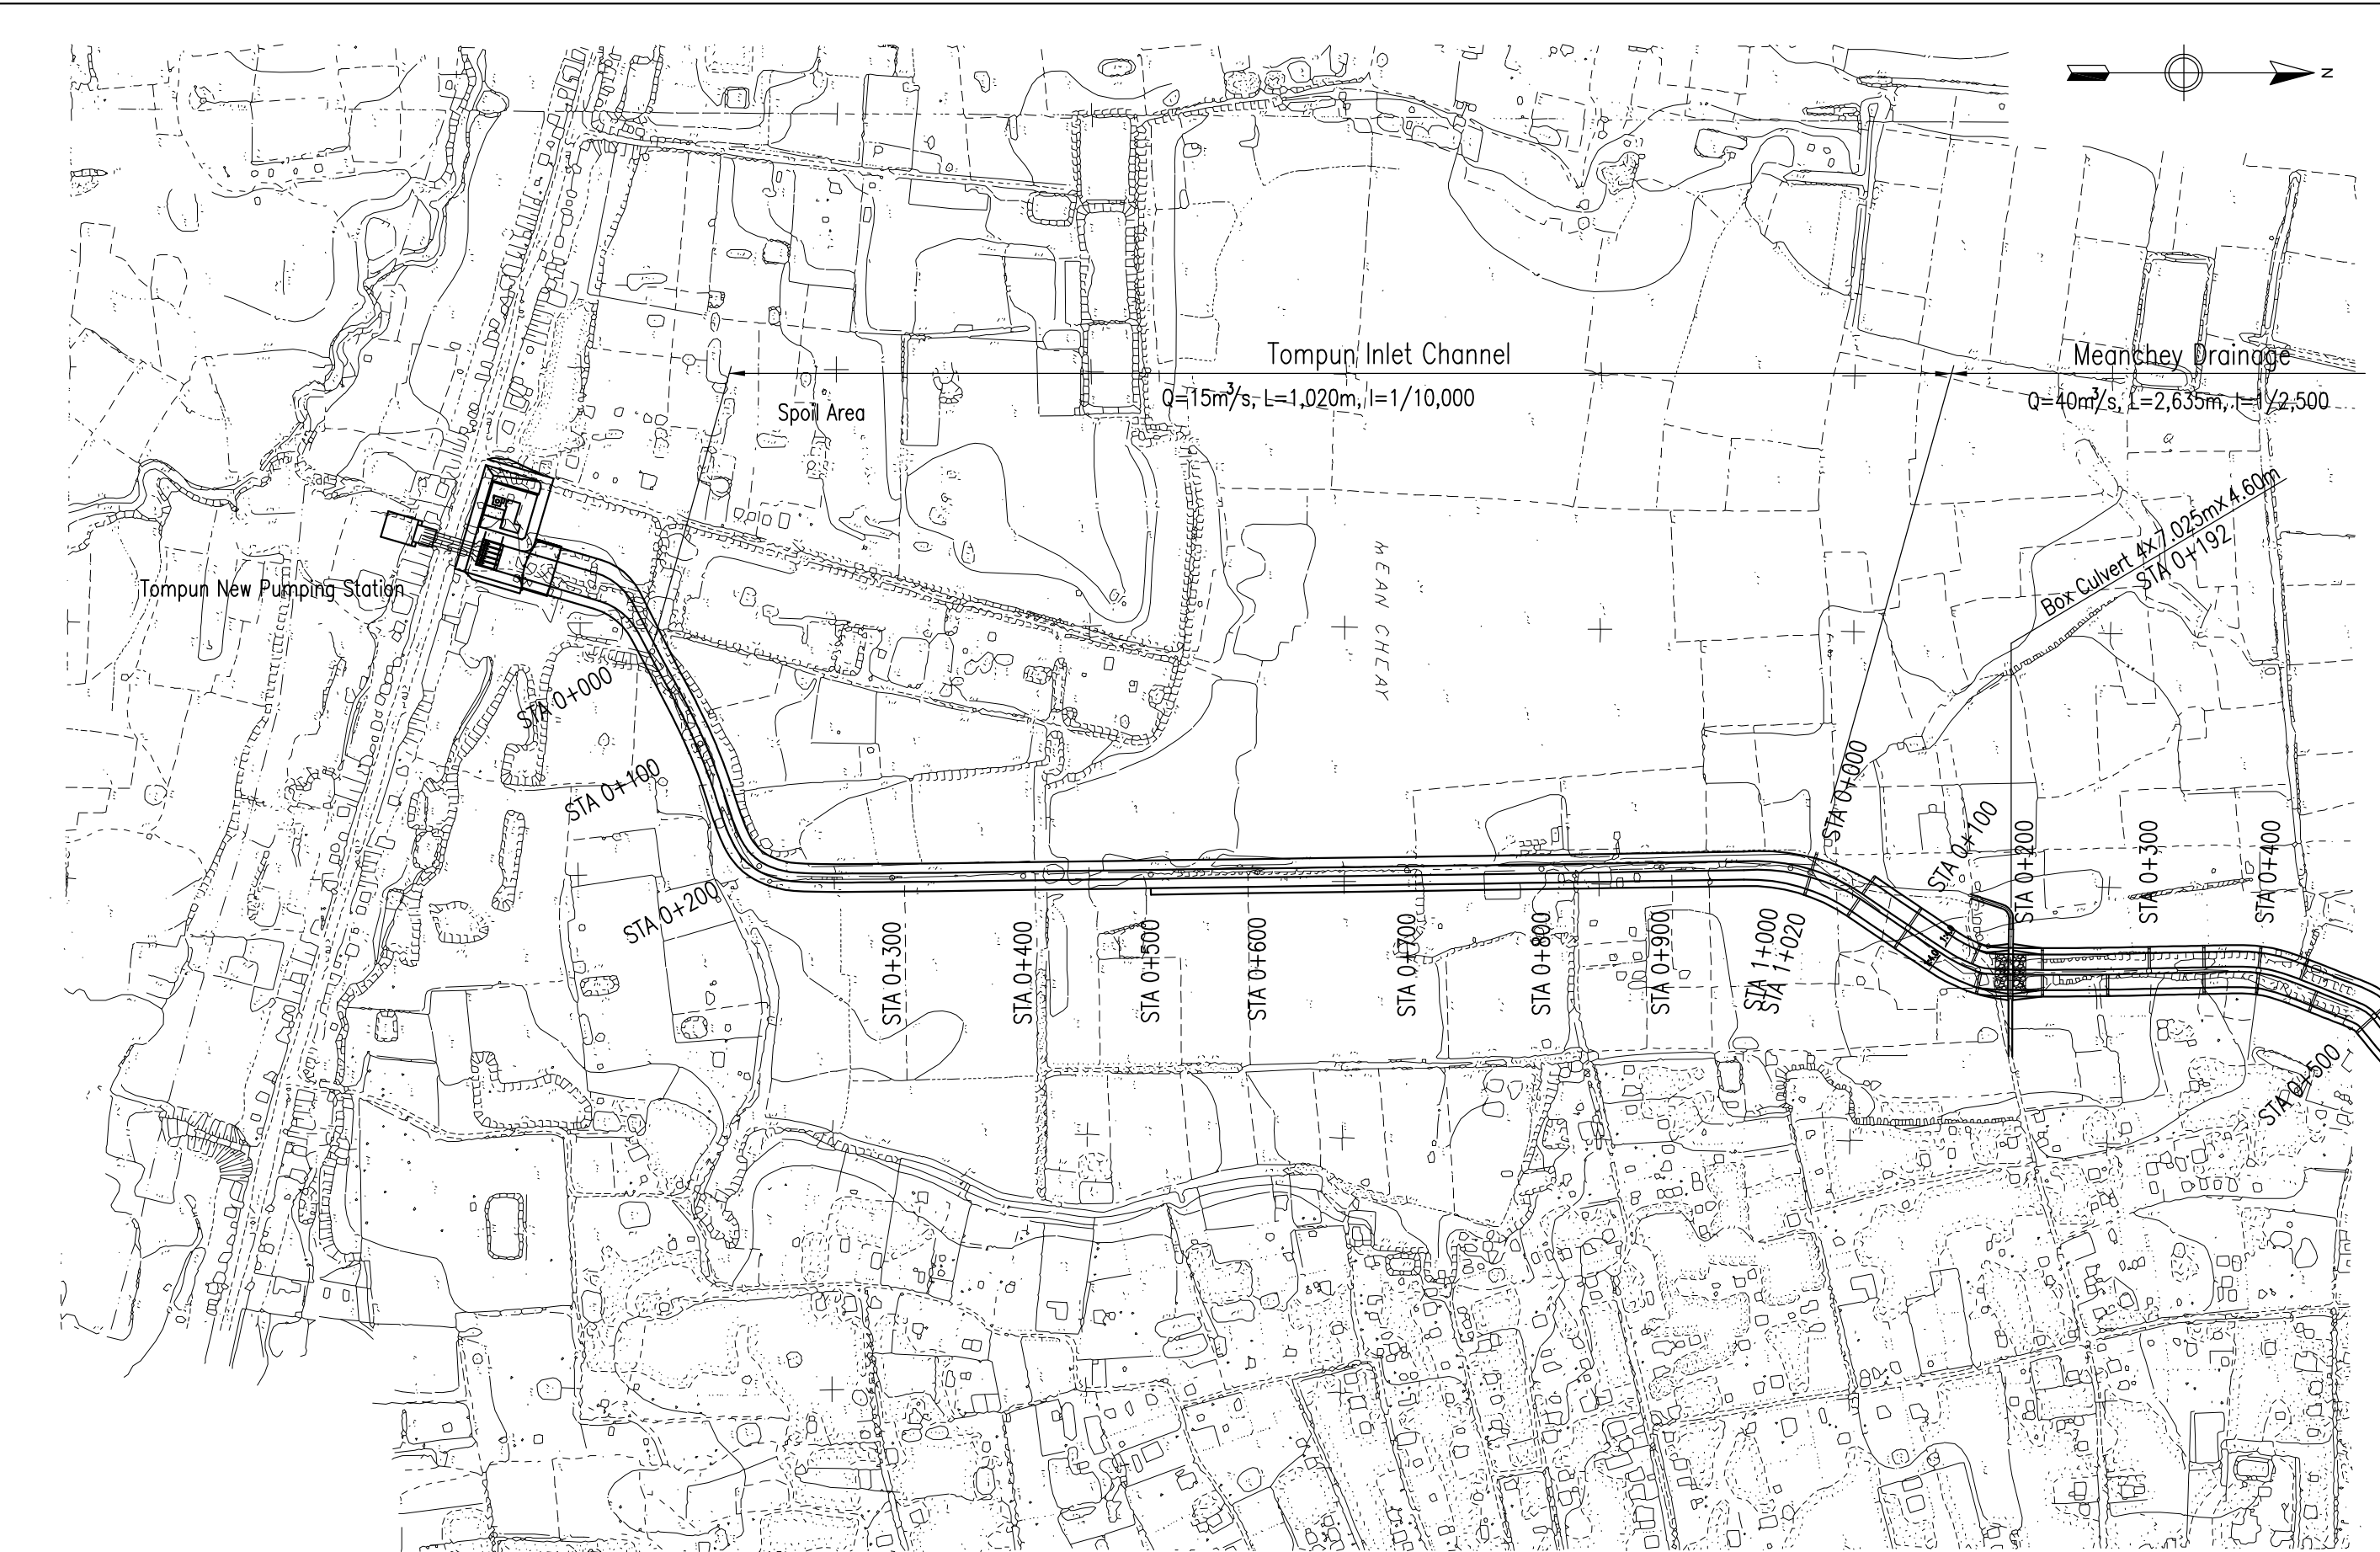 N
Tompun Inlet Channel
Q=15m³/s, L=1,020m, I=1/10,000
Meanchey Drainage
Q=40m³/s, L=2,635m, I=1/2,500
Spoil Area
Box Culvert 4x7.025mX4.60m
STA 0+192
Tompun New Pumping Station
MEAN CHEAY
STA 0+000
STA 0+100
STA 0+200
STA 0+300
STA 0+400
STA 0+500
STA 0+600
STA 0+700
STA 0+800
STA 0+900
STA 1+000
STA 1+020
STA 0+000
STA 0+100
STA 0+200
STA 0+300
STA 0+400
STA 0+500